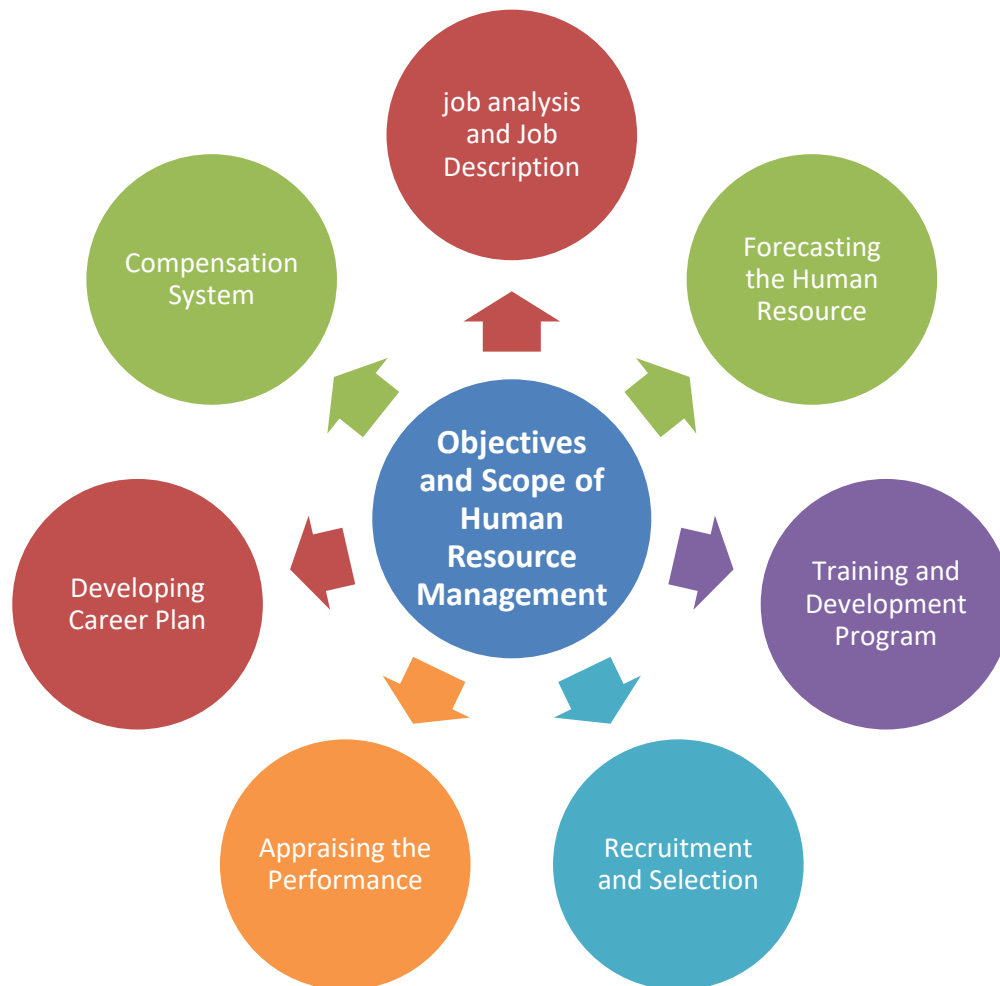 job analysis
and Job
Description
Forecasting
the Human
Resource
Training and
Development
Program
Recruitment
and Selection
Appraising the
Performance
Developing
Career Plan
Compensation
System
Objectives
and Scope of
Human
Resource
Management